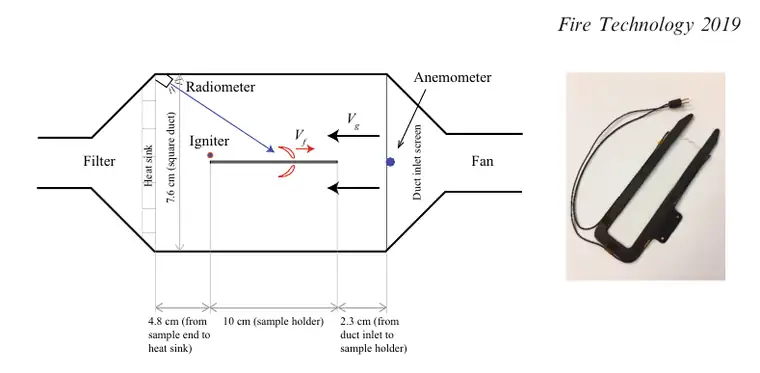 Fire Technology 2019
Radiometer
Anemometer
V_g
V_f
Igniter
Filter
Heat sink
7.6 cm (square duct)
Duct inlet screen
Fan
4.8 cm (from
sample end to
heat sink)
10 cm (sample holder)
2.3 cm (from
duct inlet to
sample holder)